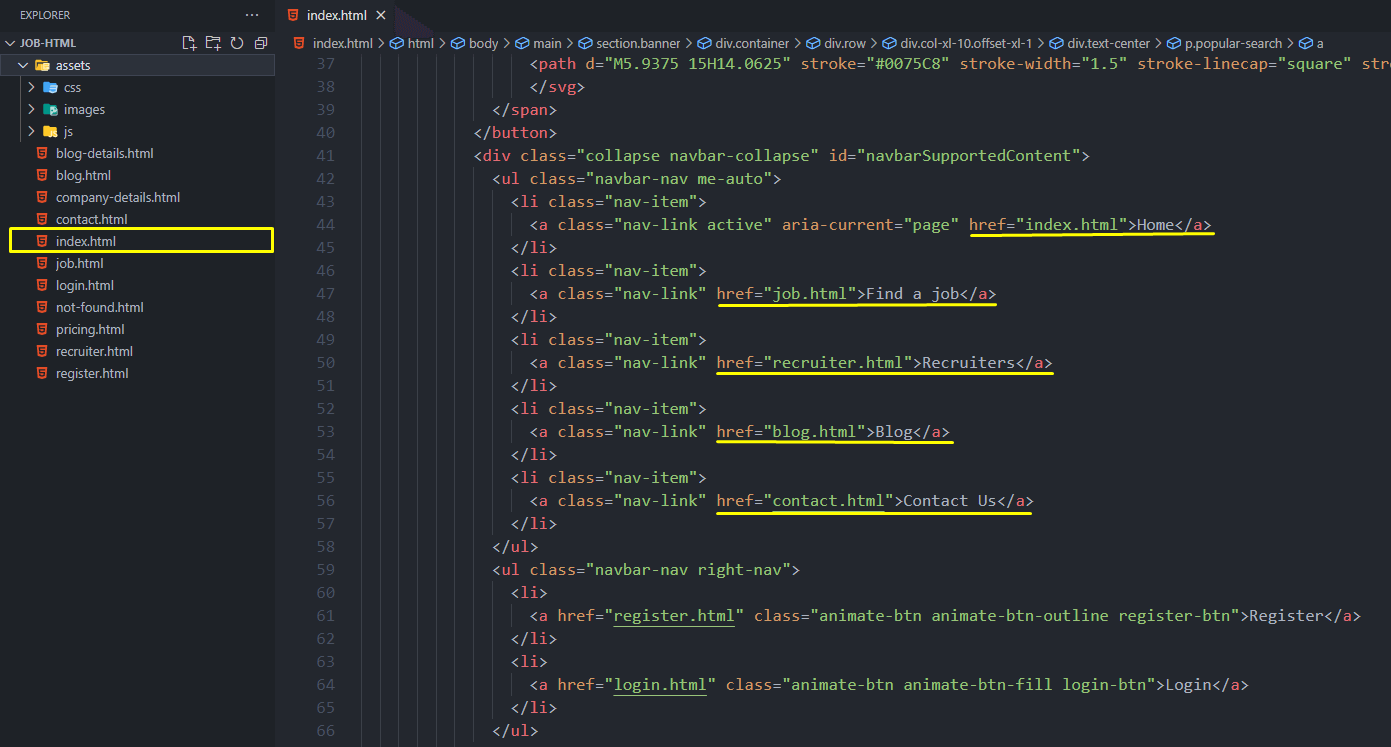 EXPLORER
···
index.html
JOB-HTML
index.html > html > body > main > section.banner > div.container > div.row > div.col-xl-10.offset-xl-1 > div.text-center > p.popular-search > a
assets
css
images
js
blog-details.html
blog.html
company-details.html
contact.html
index.html
job.html
login.html
not-found.html
pricing.html
recruiter.html
register.html
37 <path d="M5.9375 15H14.0625" stroke="#0075C8" stroke-width="1.5" stroke-linecap="square" stro
38 </svg>
39 </span>
40 </button>
41 <div class="collapse navbar-collapse" id="navbarSupportedContent">
42 <ul class="navbar-nav me-auto">
43 <li class="nav-item">
44 <a class="nav-link active" aria-current="page" href="index.html">Home</a>
45 </li>
46 <li class="nav-item">
47 <a class="nav-link" href="job.html">Find a job</a>
48 </li>
49 <li class="nav-item">
50 <a class="nav-link" href="recruiter.html">Recruiters</a>
51 </li>
52 <li class="nav-item">
53 <a class="nav-link" href="blog.html">Blog</a>
54 </li>
55 <li class="nav-item">
56 <a class="nav-link" href="contact.html">Contact Us</a>
57 </li>
58 </ul>
59 <ul class="navbar-nav right-nav">
60 <li>
61 <a href="register.html" class="animate-btn animate-btn-outline register-btn">Register</a>
62 </li>
63 <li>
64 <a href="login.html" class="animate-btn animate-btn-fill login-btn">Login</a>
65 </li>
66 </ul>